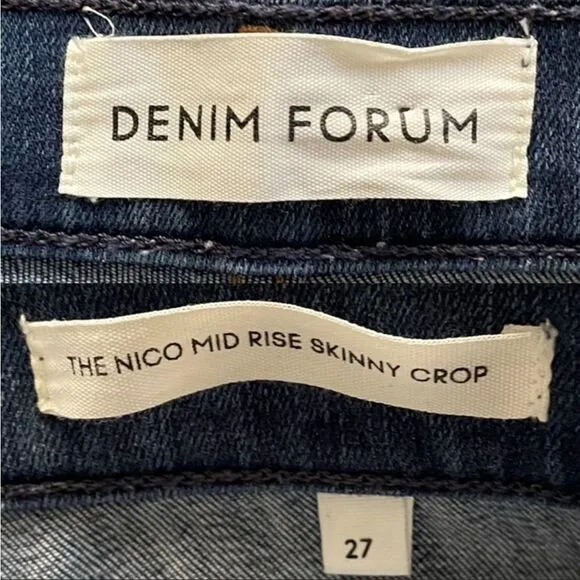 DENIM FORUM
THE NICO MID RISE SKINNY CROP
27